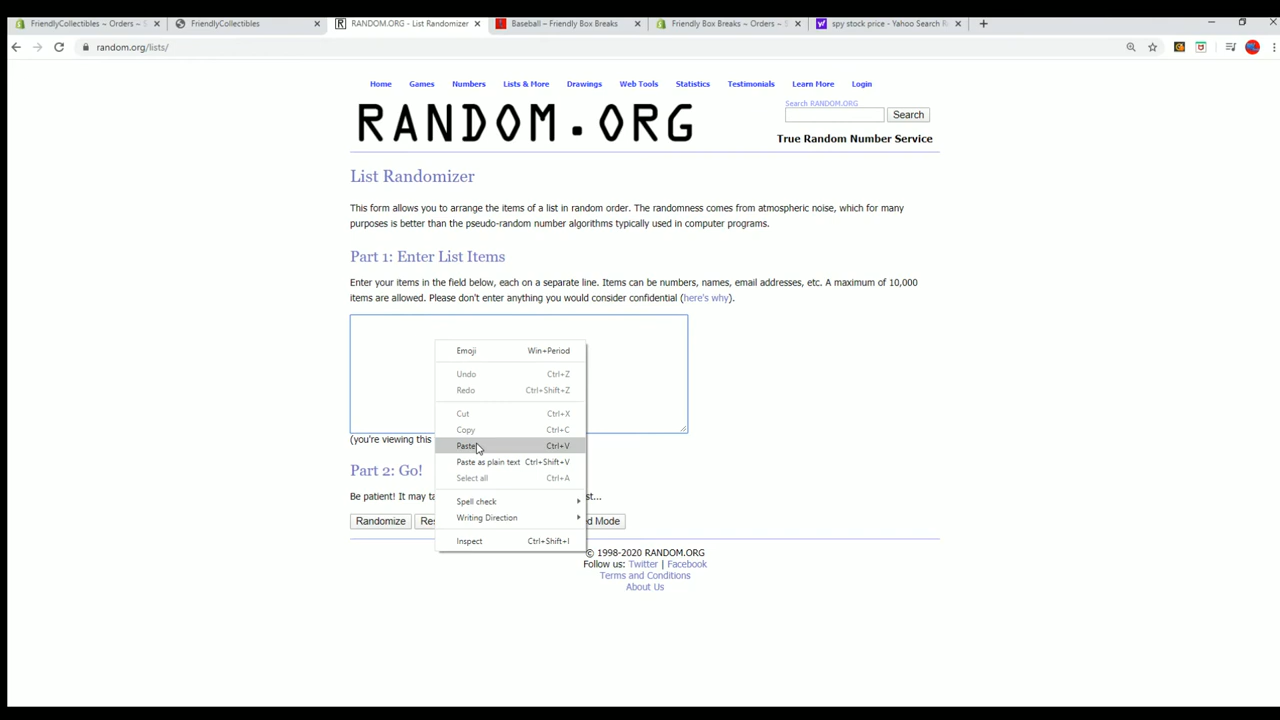 FriendlyCollectibles ~ Orders ~ S
FriendlyCollectibles
RANDOM.ORG - List Randomizer
Baseball – Friendly Box Breaks
Friendly Box Breaks ~ Orders ~ S
spy stock price - Yahoo Search R
random.org/lists/
Home Games Numbers Lists & More Drawings Web Tools Statistics Testimonials Learn More Login
RANDOM.ORG
Search RANDOM.ORG
Search
True Random Number Service
List Randomizer
This form allows you to arrange the items of a list in random order. The randomness comes from atmospheric noise, which for many
purposes is better than the pseudo-random number algorithms typically used in computer programs.
Part 1: Enter List Items
Enter your items in the field below, each on a separate line. Items can be numbers, names, email addresses, etc. A maximum of 10,000
items are allowed. Please don't enter anything you would consider confidential (here's why).
Emoji Win+Period
Undo Ctrl+Z
Redo Ctrl+Shift+Z
Cut Ctrl+X
Copy Ctrl+C
(you're viewing this
Paste Ctrl+V
Paste as plain text Ctrl+Shift+V
Part 2: Go!
Select all Ctrl+A
Be patient! It may ta
Spell check
st...
Writing Direction
Randomize Res
ed Mode
Inspect Ctrl+Shift+I
© 1998-2020 RANDOM.ORG
Follow us: Twitter | Facebook
Terms and Conditions
About Us